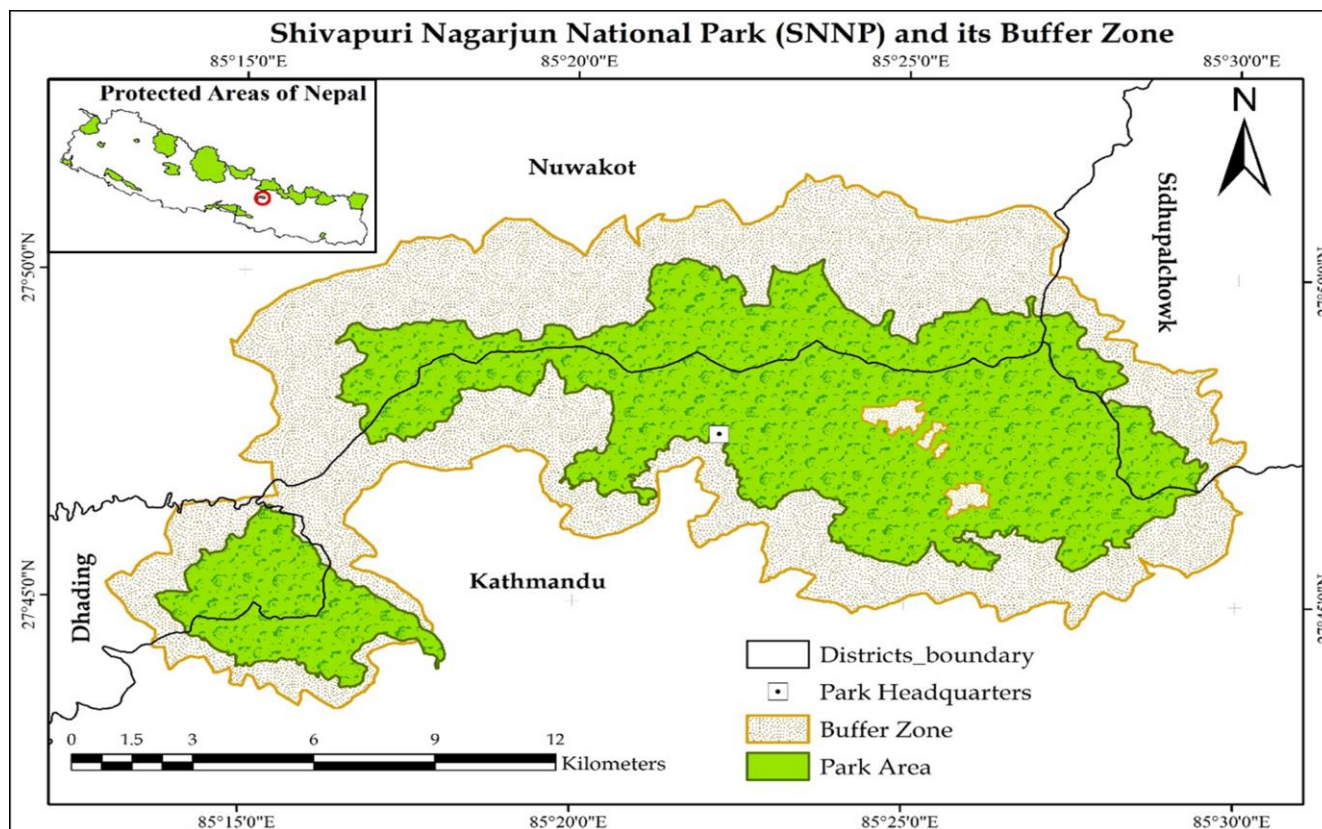 Shivapuri Nagarjun National Park (SNNP) and its Buffer Zone
85°15'0"E 85°20'0"E 85°25'0"E 85°30'0"E
Protected Areas of Nepal
N
Nuwakot
Sidhupalchowk
27°50'0"N
Kathmandu
Dhading
27°45'0"N
27°45'0"N
Districts_boundary
Park Headquarters
Buffer Zone
Park Area
0 1.5 3 6 9 12
Kilometers
85°15'0"E 85°20'0"E 85°25'0"E 85°30'0"E